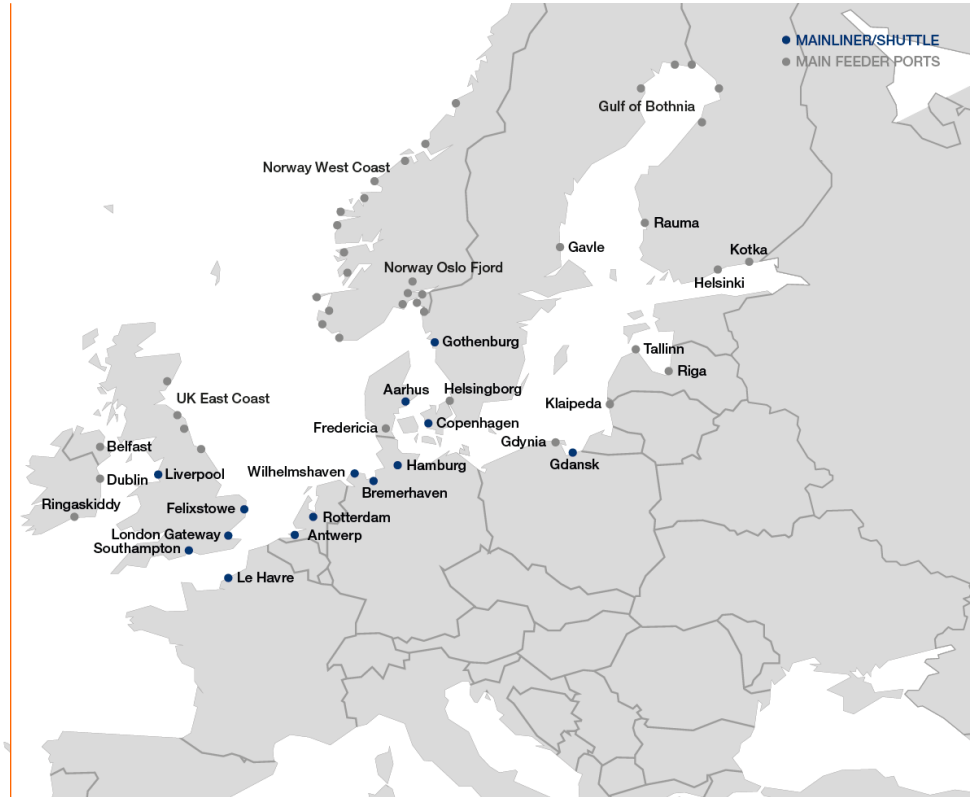 MAINLINER/SHUTTLE
MAIN FEEDER PORTS
Gulf of Bothnia
Norway West Coast
Rauma
Gavle
Kotka
Norway Oslo Fjord
Helsinki
Gothenburg
Tallinn
Riga
Aarhus
Helsingborg
UK East Coast
Klaipeda
Fredericia
Copenhagen
Gdynia
Belfast
Gdansk
Hamburg
Wilhelmshaven
Liverpool
Dublin
Bremerhaven
Ringaskiddy
Felixstowe
Rotterdam
London Gateway
Antwerp
Southampton
Le Havre